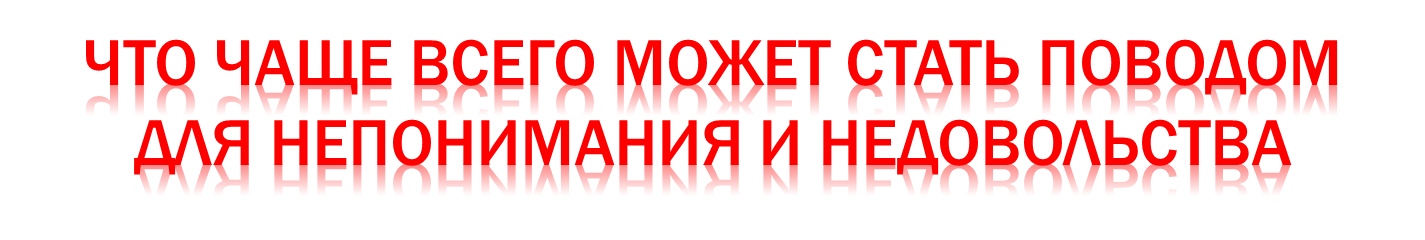 ЧТО ЧАЩЕ ВСЕГО МОЖЕТ СТАТЬ ПОВОДОМ
ДЛЯ НЕПОНИМАНИЯ И НЕДОВОЛЬСТВА